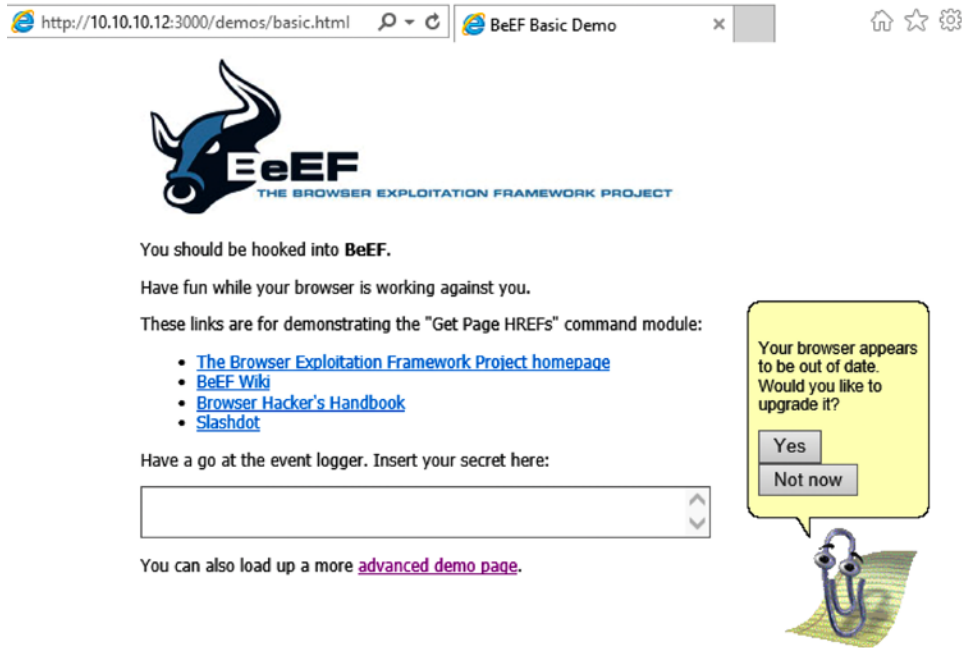 http://10.10.10.12:3000/demos/basic.html
BeEF Basic Demo
BeEF
THE BROWSER EXPLOITATION FRAMEWORK PROJECT
You should be hooked into BeEF.
Have fun while your browser is working against you.
These links are for demonstrating the "Get Page HREFs" command module:
The Browser Exploitation Framework Project homepage
BeEF Wiki
Browser Hacker's Handbook
Slashdot
Have a go at the event logger. Insert your secret here:
You can also load up a more advanced demo page.
Your browser appears
to be out of date.
Would you like to
upgrade it?
Yes
Not now